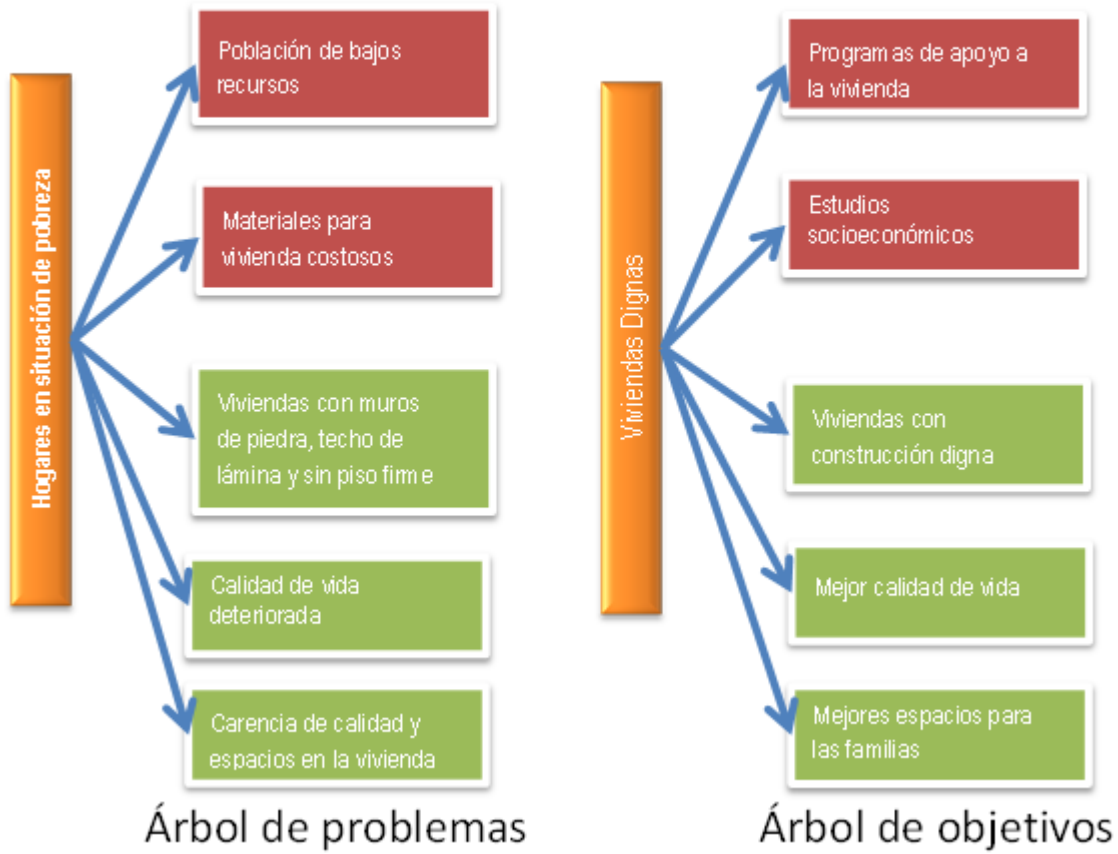 Hogares en situación de pobreza
Población de bajos
recursos
Materiales para
vivienda costosos
Viviendas con muros
de piedra, techo de
lámina y sin piso firme
Calidad de vida
deteriorada
Carencia de calidad y
espacios en la vivienda
Árbol de problemas
Viviendas Dignas
Programas de apoyo a
la vivienda
Estudios
socioeconómicos
Viviendas con
construcción digna
Mejor calidad de vida
Mejores espacios para
las familias
Árbol de objetivos